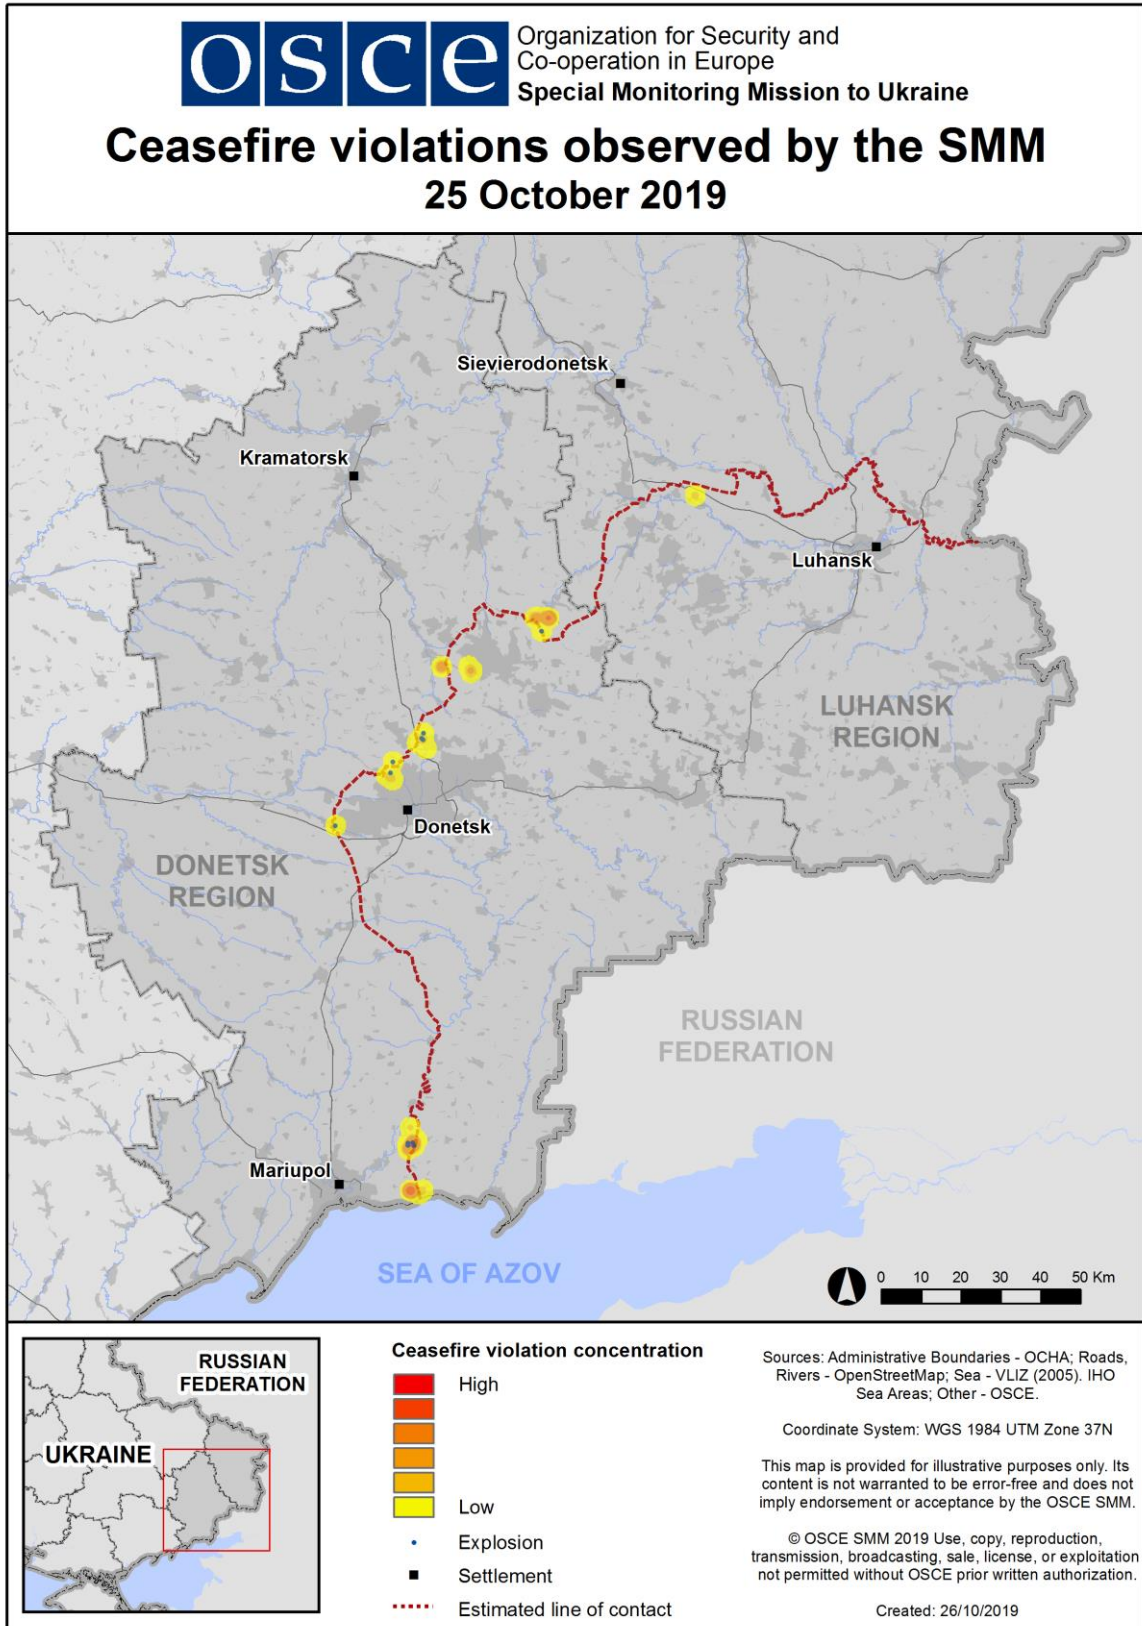 osce
Organization for Security and
Co-operation in Europe
Special Monitoring Mission to Ukraine
Ceasefire violations observed by the SMM
25 October 2019
Sievierodonetsk
Kramatorsk
Luhansk
LUHANSK
REGION
Donetsk
DONETSK
REGION
RUSSIAN
FEDERATION
Mariupol
SEA OF AZOV
0 10 20 30 40 50 Km
RUSSIAN
FEDERATION
UKRAINE
Ceasefire violation concentration
High
Low
Explosion
Settlement
Estimated line of contact
Sources: Administrative Boundaries - OCHA; Roads,
Rivers - OpenStreetMap; Sea - VLIZ (2005). IHO
Sea Areas; Other - OSCE.
Coordinate System: WGS 1984 UTM Zone 37N
This map is provided for illustrative purposes only. Its
content is not warranted to be error-free and does not
imply endorsement or acceptance by the OSCE SMM.
© OSCE SMM 2019 Use, copy, reproduction,
transmission, broadcasting, sale, license, or exploitation
not permitted without OSCE prior written authorization.
Created: 26/10/2019